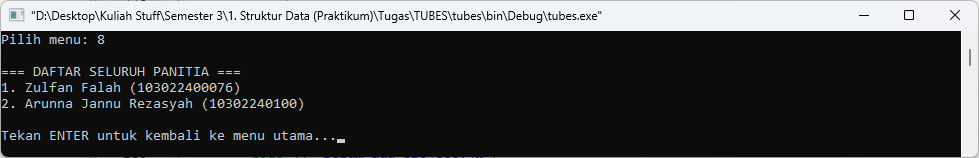 "D:\Desktop\Kuliah Stuff\Semester 3\1. Struktur Data (Praktikum)\Tugas\TUBES\tubes\bin\Debug\tubes.exe"
Pilih menu: 8
=== DAFTAR SELURUH PANITIA ===
1. Zulfan Falah (103022400076)
2. Arunna Jannu Rezasyah (10302240100)
Tekan ENTER untuk kembali ke menu utama...